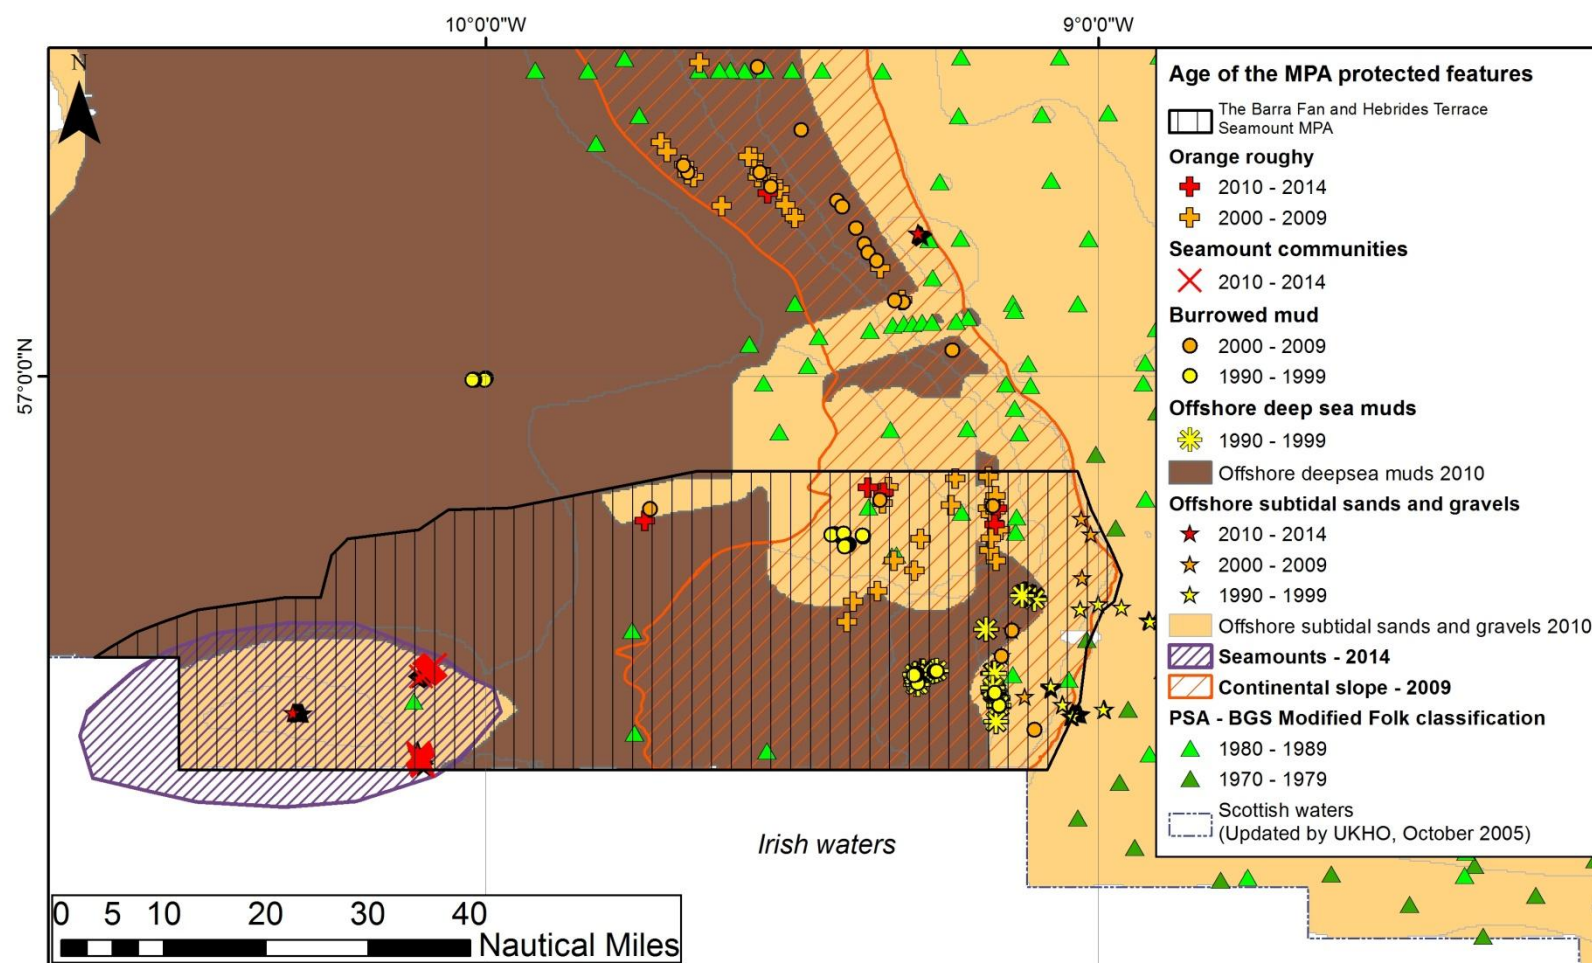 10°0'0"W
9°0'0"W
N
57°0'0"N
Age of the MPA protected features
The Barra Fan and Hebrides Terrace
Seamount MPA
Orange roughy
2010 - 2014
2000 - 2009
Seamount communities
2010 - 2014
Burrowed mud
2000 - 2009
1990 - 1999
Offshore deep sea muds
1990 - 1999
Offshore deepsea muds 2010
Offshore subtidal sands and gravels
2010 - 2014
2000 - 2009
1990 - 1999
Offshore subtidal sands and gravels 2010
Seamounts - 2014
Continental slope - 2009
PSA - BGS Modified Folk classification
1980 - 1989
1970 - 1979
Scottish waters
(Updated by UKHO, October 2005)
Irish waters
0 5 10 20 30 40
Nautical Miles